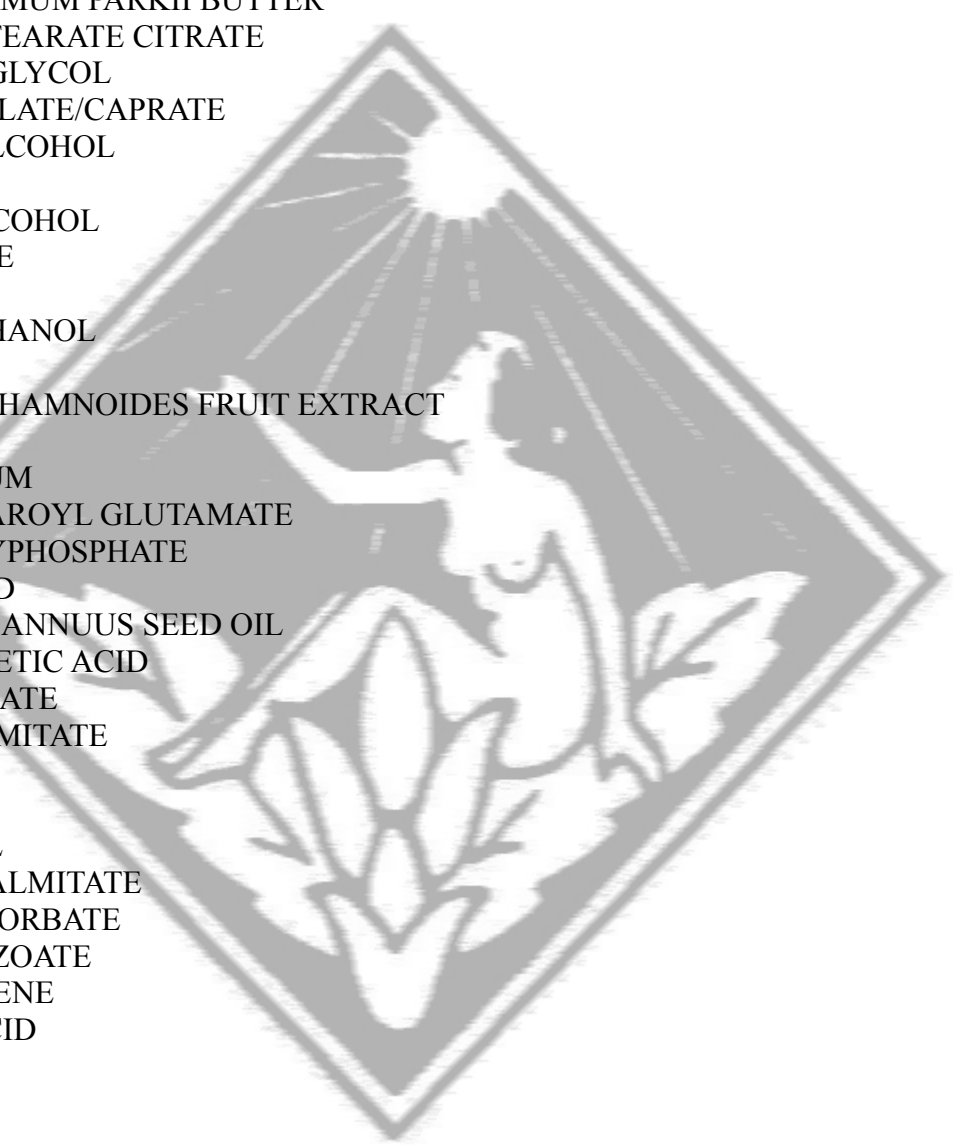 MUM PARKII BUTTER
TEARATE CITRATE
GLYCOL
LATE/CAPRATE
LCOHOL
COHOL
E
HANOL
HAMNOIDES FRUIT EXTRACT
UM
AROYL GLUTAMATE
YPHOSPHATE
D
ANNUUS SEED OIL
ETIC ACID
ATE
MITATE
L
ALMITATE
ORBATE
ZOATE
ENE
CID